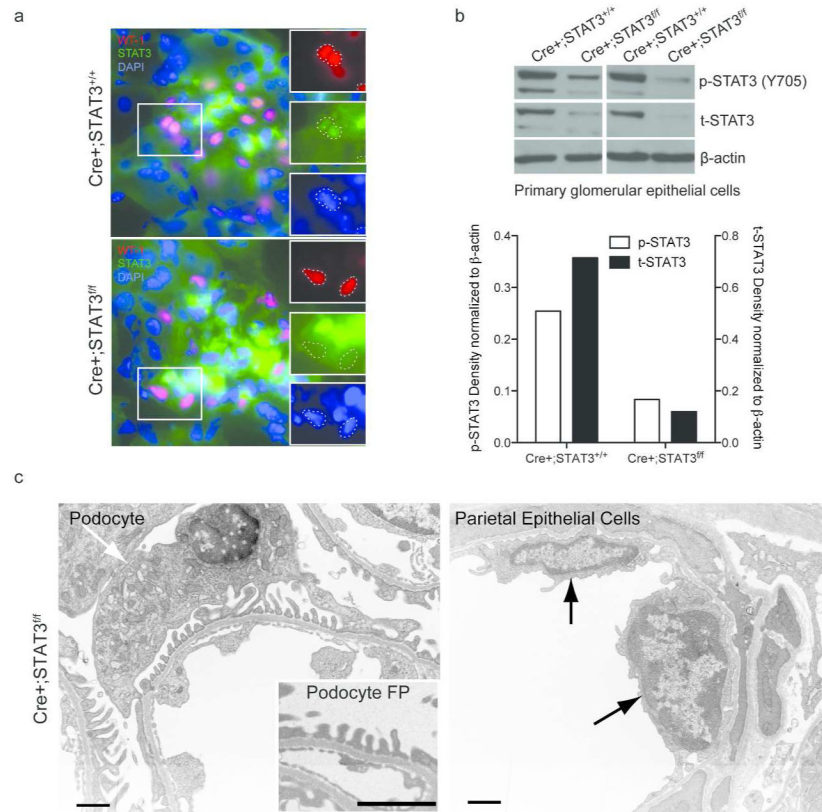 a
WT-1
STAT3
DAPI
Cre+;STAT3+/+
WT-1
STAT3
DAPI
Cre+;STAT3f/f
b
Cre+;STAT3+/+
Cre+;STAT3f/f
Cre+;STAT3+/+
Cre+;STAT3f/f
p-STAT3 (Y705)
t-STAT3
β-actin
Primary glomerular epithelial cells
p-STAT3 Density normalized to β-actin
0.4
0.3
0.2
0.1
0.0
p-STAT3
t-STAT3
0.8
0.6
0.4
0.2
0.0
t-STAT3 Density normalized to β-actin
Cre+;STAT3+/+
Cre+;STAT3f/f
c
Cre+;STAT3f/f
Podocyte
Podocyte FP
Parietal Epithelial Cells